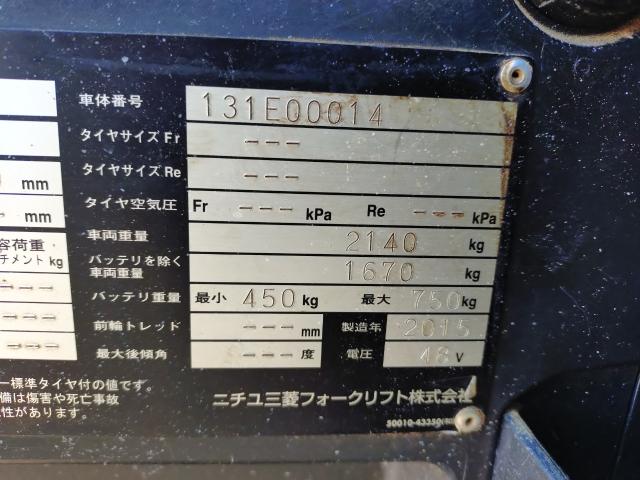 車体番号 131E00014
タイヤサイズ Fr ---
タイヤサイズ Re ---
mm タイヤ空気圧 Fr --- kPa Re --- kPa
mm 車両重量 2140 kg
容荷重
チメント kg バッテリを除く車両重量 1670 kg
--- バッテリ重量 最小 450 kg 最大 750 kg
--- 前輪トレッド --- mm 製造年 2015
--- 最大後傾角 --- 度 電圧 48 V
ー標準タイヤ付の値です。
備は傷害や死亡事故
性があります。
ニチユ三菱フォークリフト株式会社